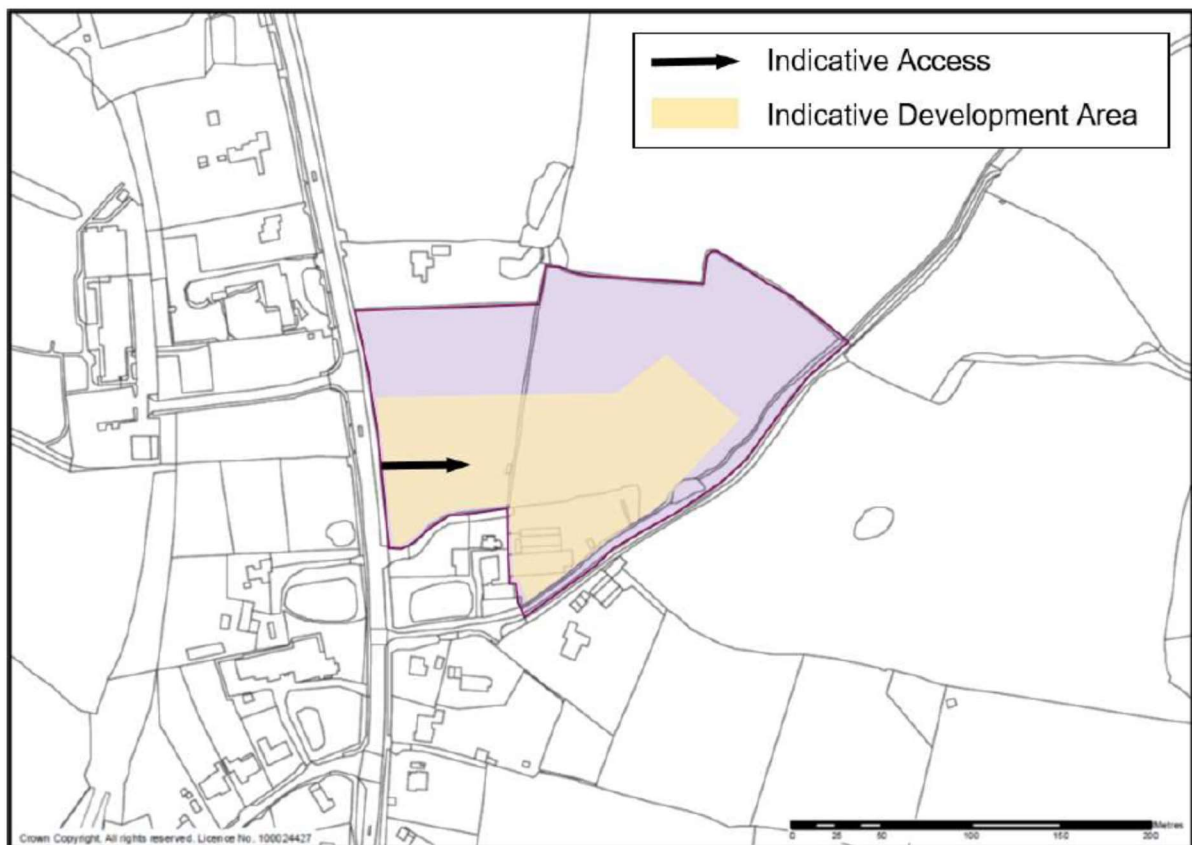 Indicative Access
Indicative Development Area
Crown Copyright. All rights reserved. Licence No. 100024427
Metres
0 25 50 100 150 200